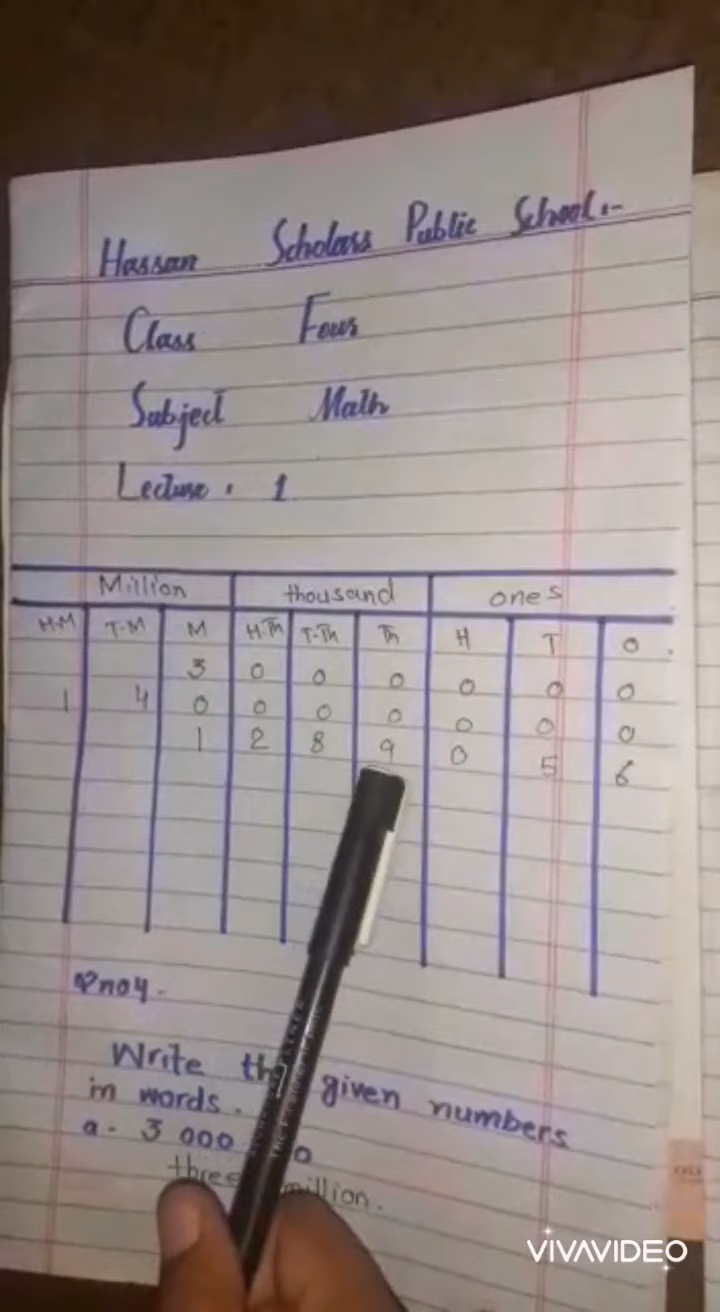 Hassan Scholars Public School:-
Class Four
Subject Math
Lecture . 1
Million thousand ones
H-M T-M M H-Th T-Th Th H T O
3 0 0 0 0 0 0
1 4 0 0 0 0 0 0 0
1 2 8 9 0 5 6
Qno4.
Write given numbers
in words.
a. 3 000
three million.
VIVAVIDEO